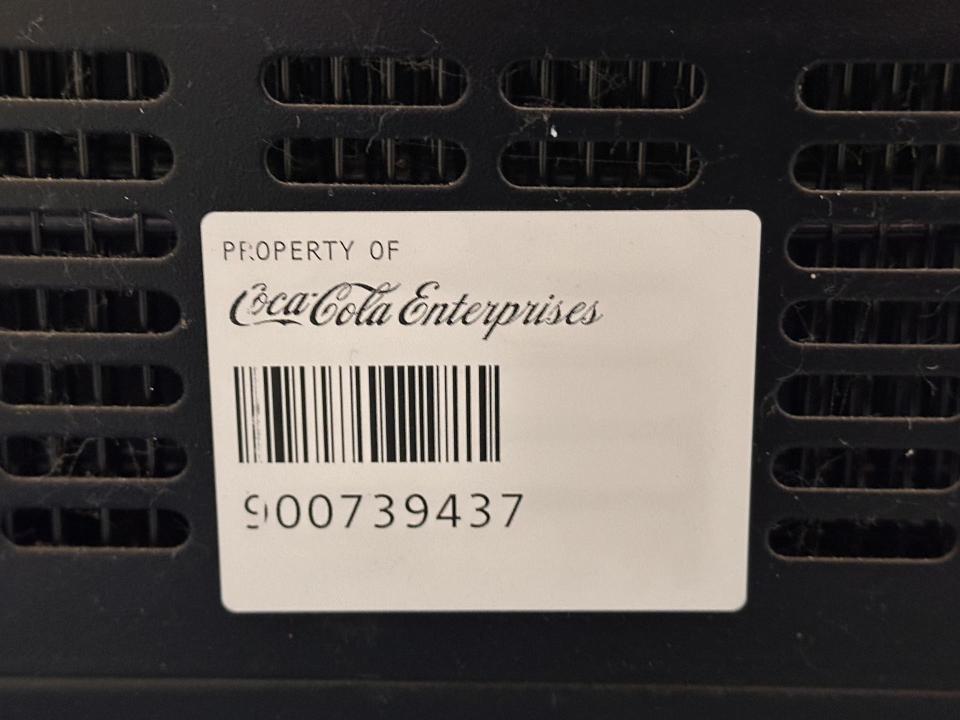 PROPERTY OF
Coca-Cola Enterprises
900739437